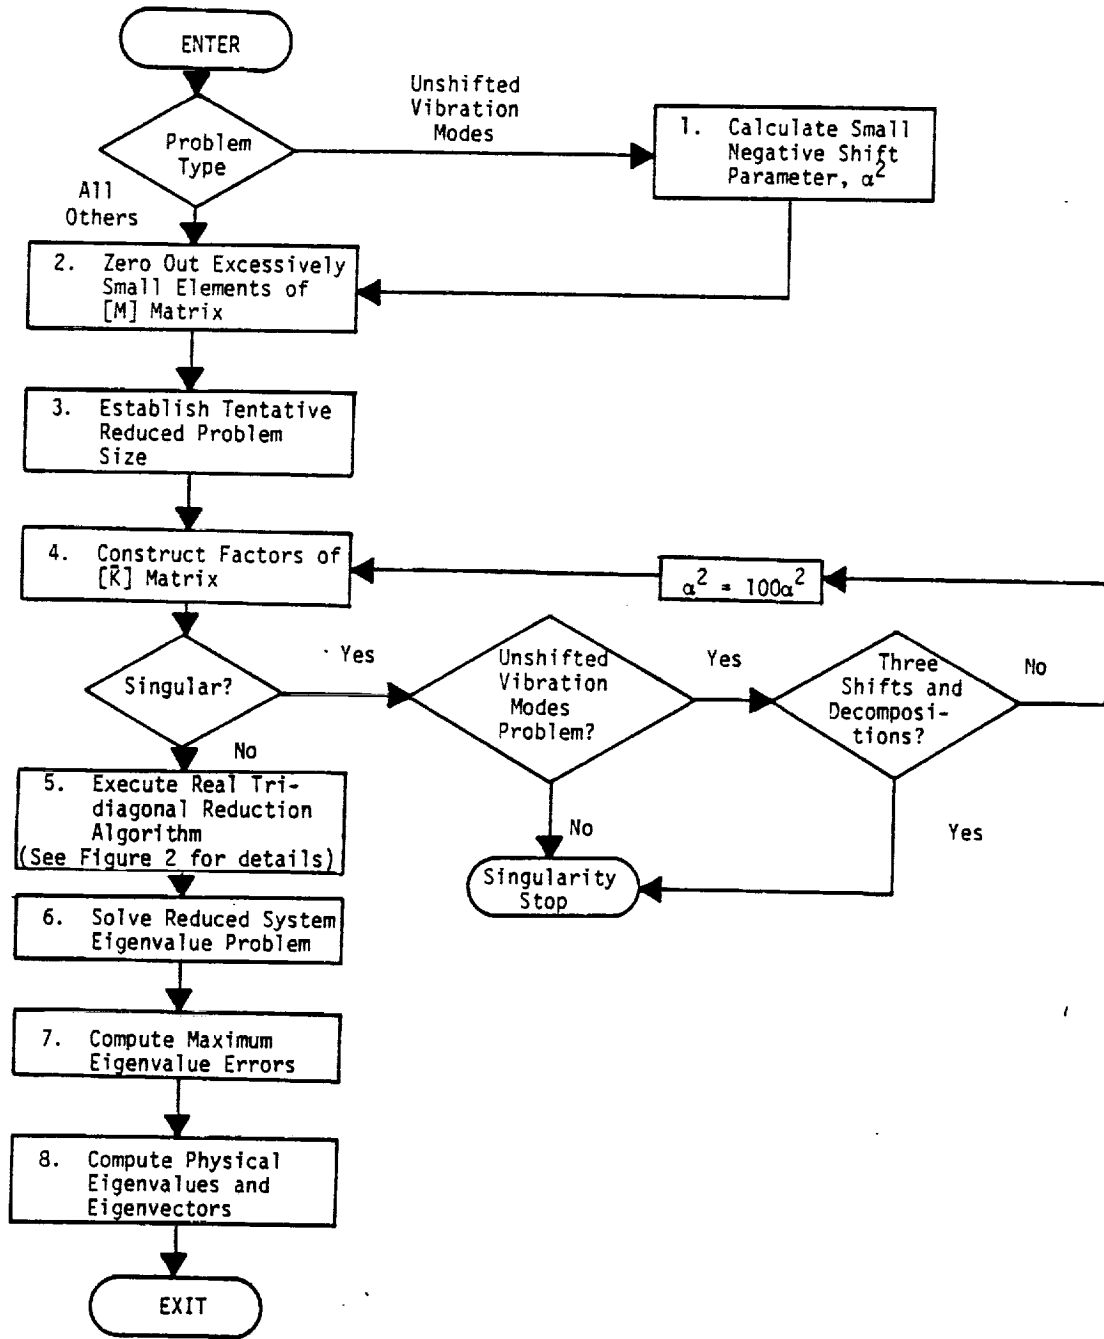 ENTER
Unshifted
Vibration
Modes
Problem
Type
1. Calculate Small
Negative Shift
Parameter, α²
All
Others
2. Zero Out Excessively
Small Elements of
[M] Matrix
3. Establish Tentative
Reduced Problem
Size
4. Construct Factors of
[K̄] Matrix
α² = 100α²
Singular?
Yes
Unshifted
Vibration
Modes
Problem?
Yes
Three
Shifts and
Decomposi-
tions?
No
No
5. Execute Real Tri-
diagonal Reduction
Algorithm
(See Figure 2 for details)
No
Yes
Singularity
Stop
6. Solve Reduced System
Eigenvalue Problem
7. Compute Maximum
Eigenvalue Errors
8. Compute Physical
Eigenvalues and
Eigenvectors
EXIT